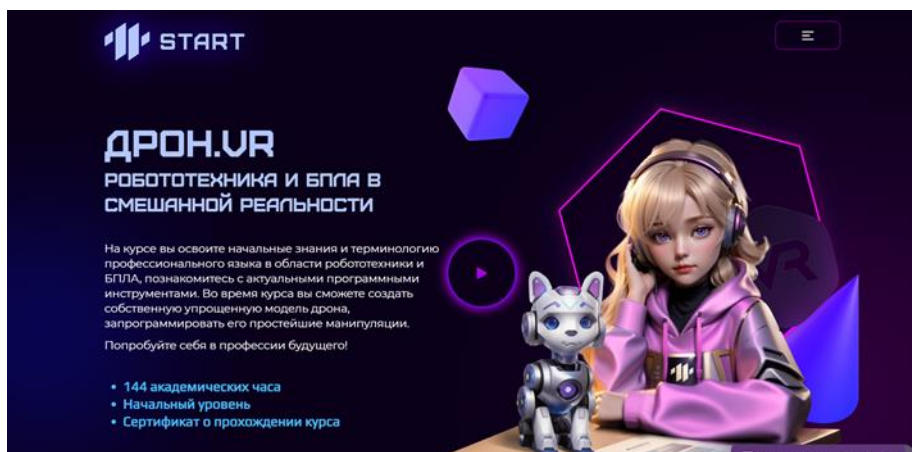 START
ДРОН.VR
РОБОТОТЕХНИКА И БПЛА В
СМЕШАННОЙ РЕАЛЬНОСТИ
На курсе вы освоите начальные знания и терминологию
профессионального языка в области робототехники и
БПЛА, познакомитесь с актуальными программными
инструментами. Во время курса вы сможете создать
собственную упрощенную модель дрона,
запрограммировать его простейшие манипуляции.
Попробуйте себя в профессии будущего!
• 144 академических часа
• Начальный уровень
• Сертификат о прохождении курса
VR